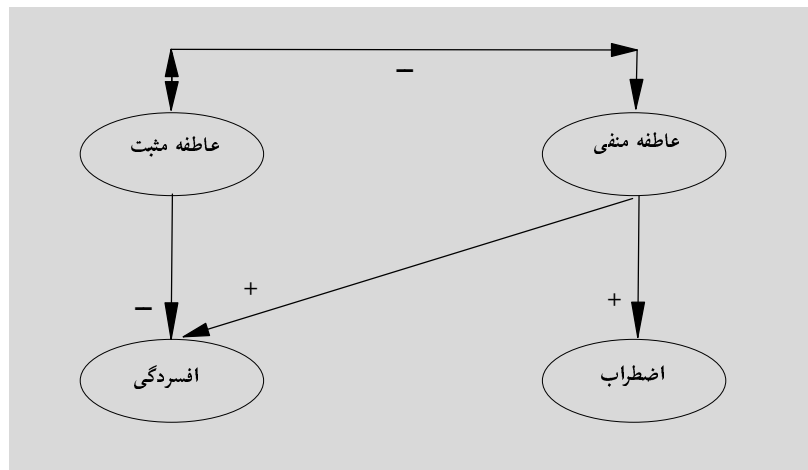 −
عاطفه منفی
عاطفه مثبت
+
+
−
اضطراب
افسردگی